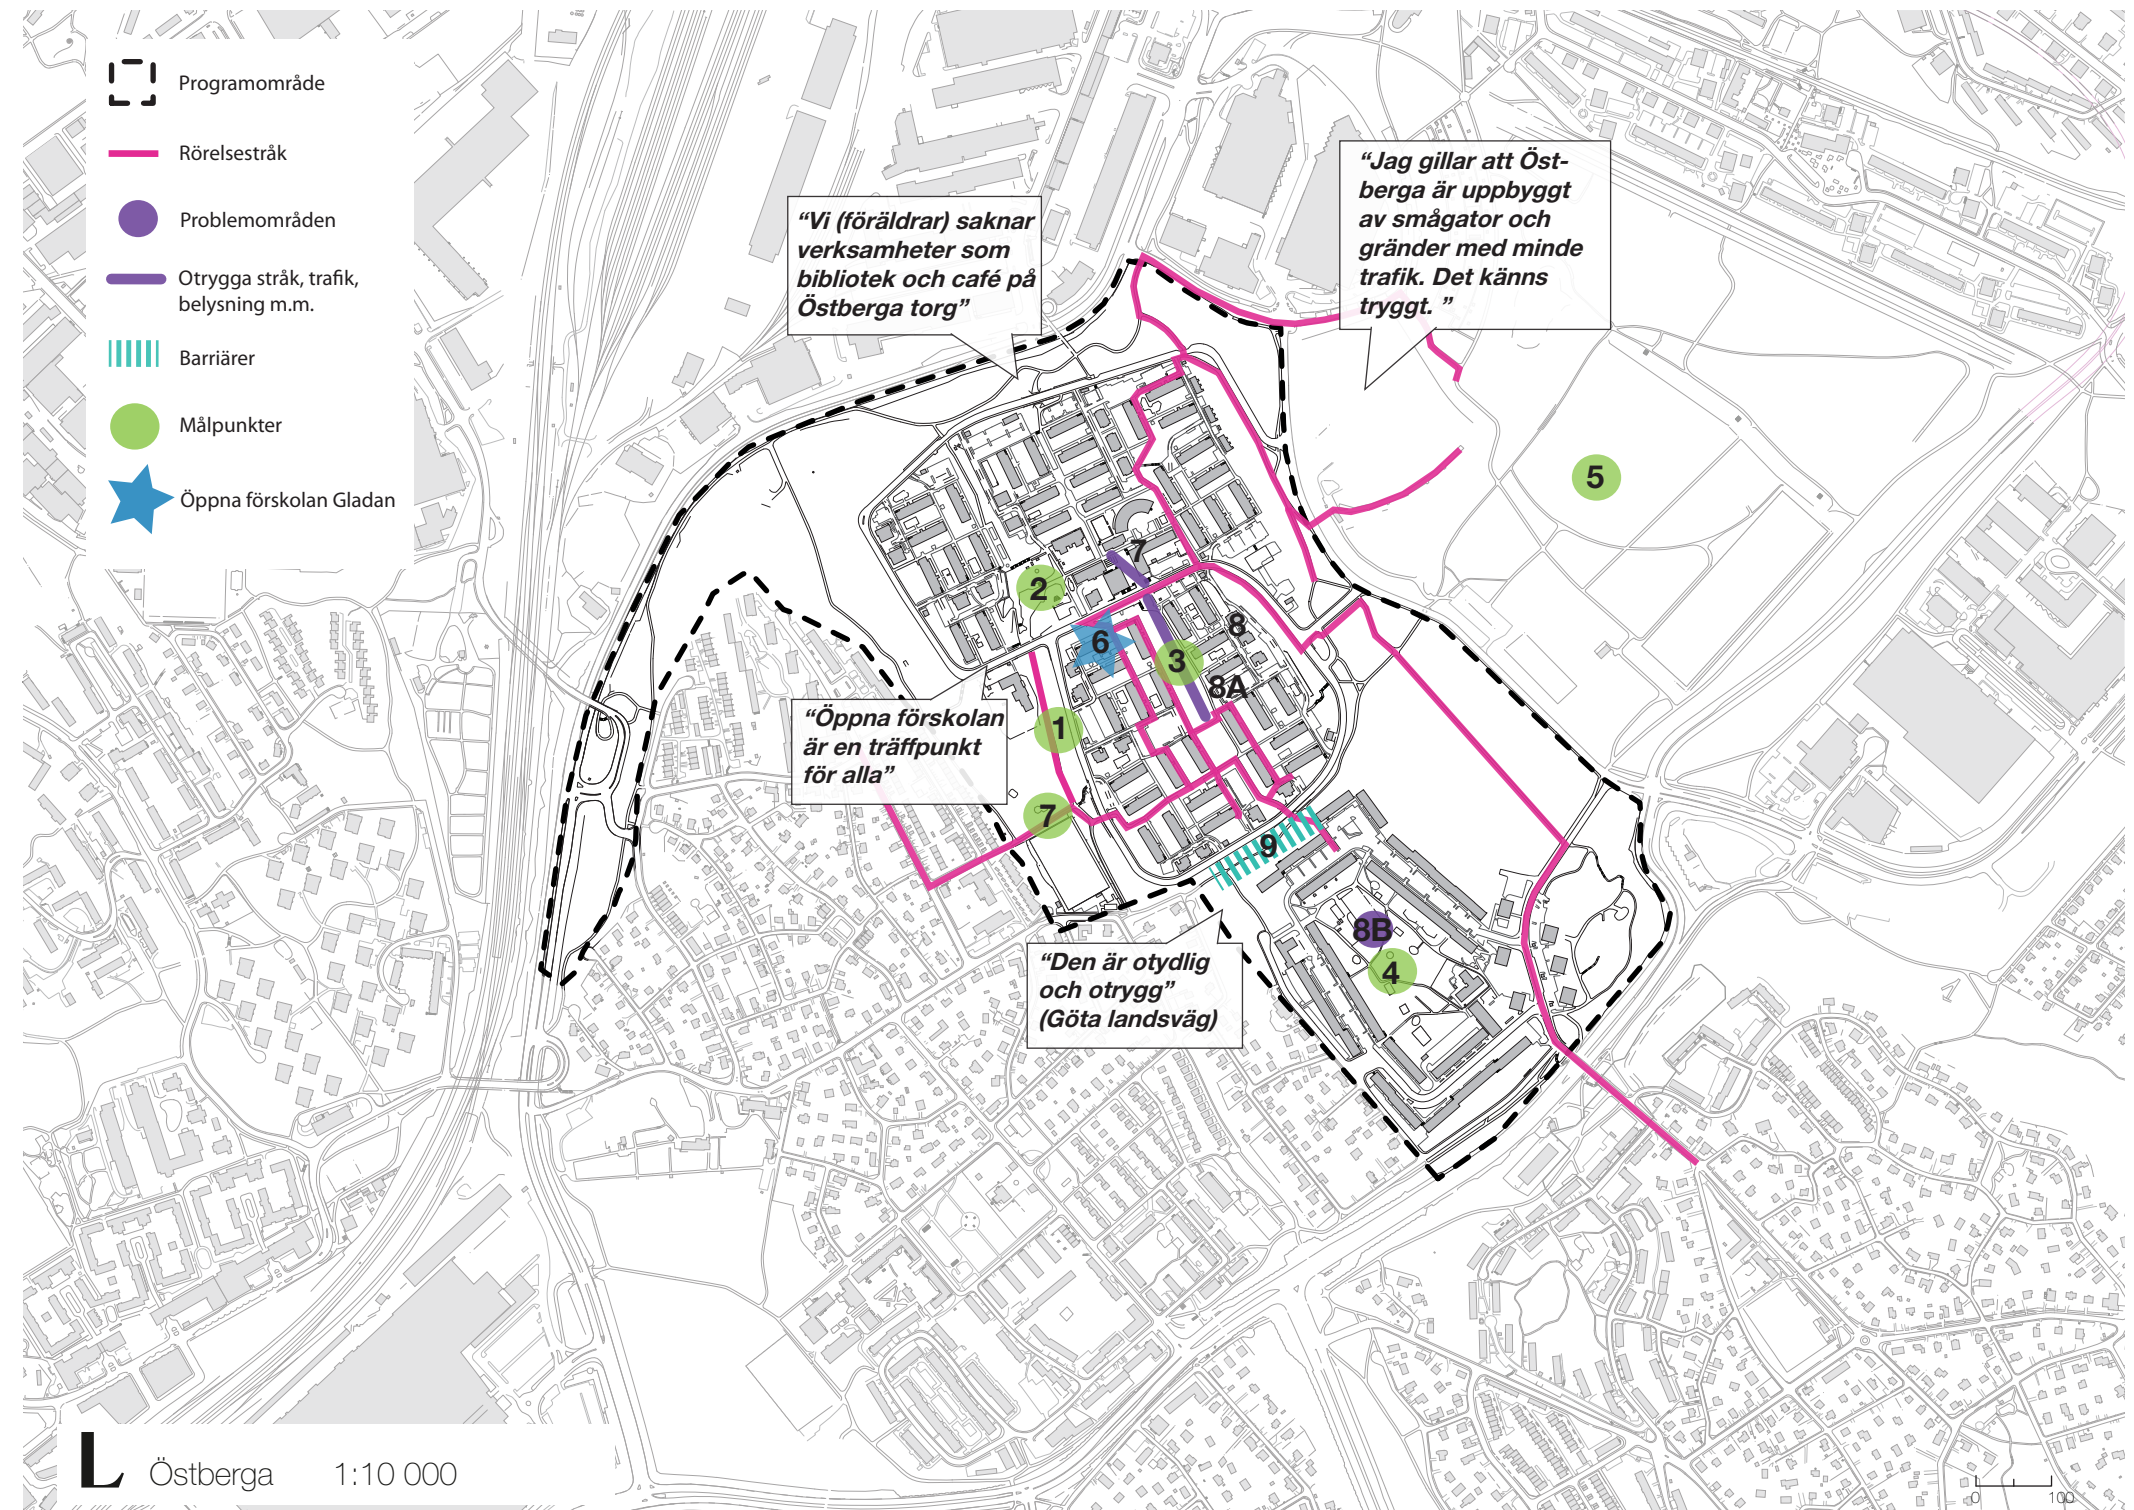 Programområde
Rörelsestråk
Problemområden
Otrygga stråk, trafik,
belysning m.m.
Barriärer
Målpunkter
Öppna förskolan Gladan
“Vi (föräldrar) saknar
verksamheter som
bibliotek och café på
Östberga torg”
“Jag gillar att Öst-
berga är uppbyggt
av smågator och
gränder med minde
trafik. Det känns
tryggt. ”
5
7
2
8
6
3
8A
“Öppna förskolan
är en träffpunkt
för alla”
1
7
9
8B
4
“Den är otydlig
och otrygg”
(Göta landsväg)
L Östberga 1:10 000
0 100